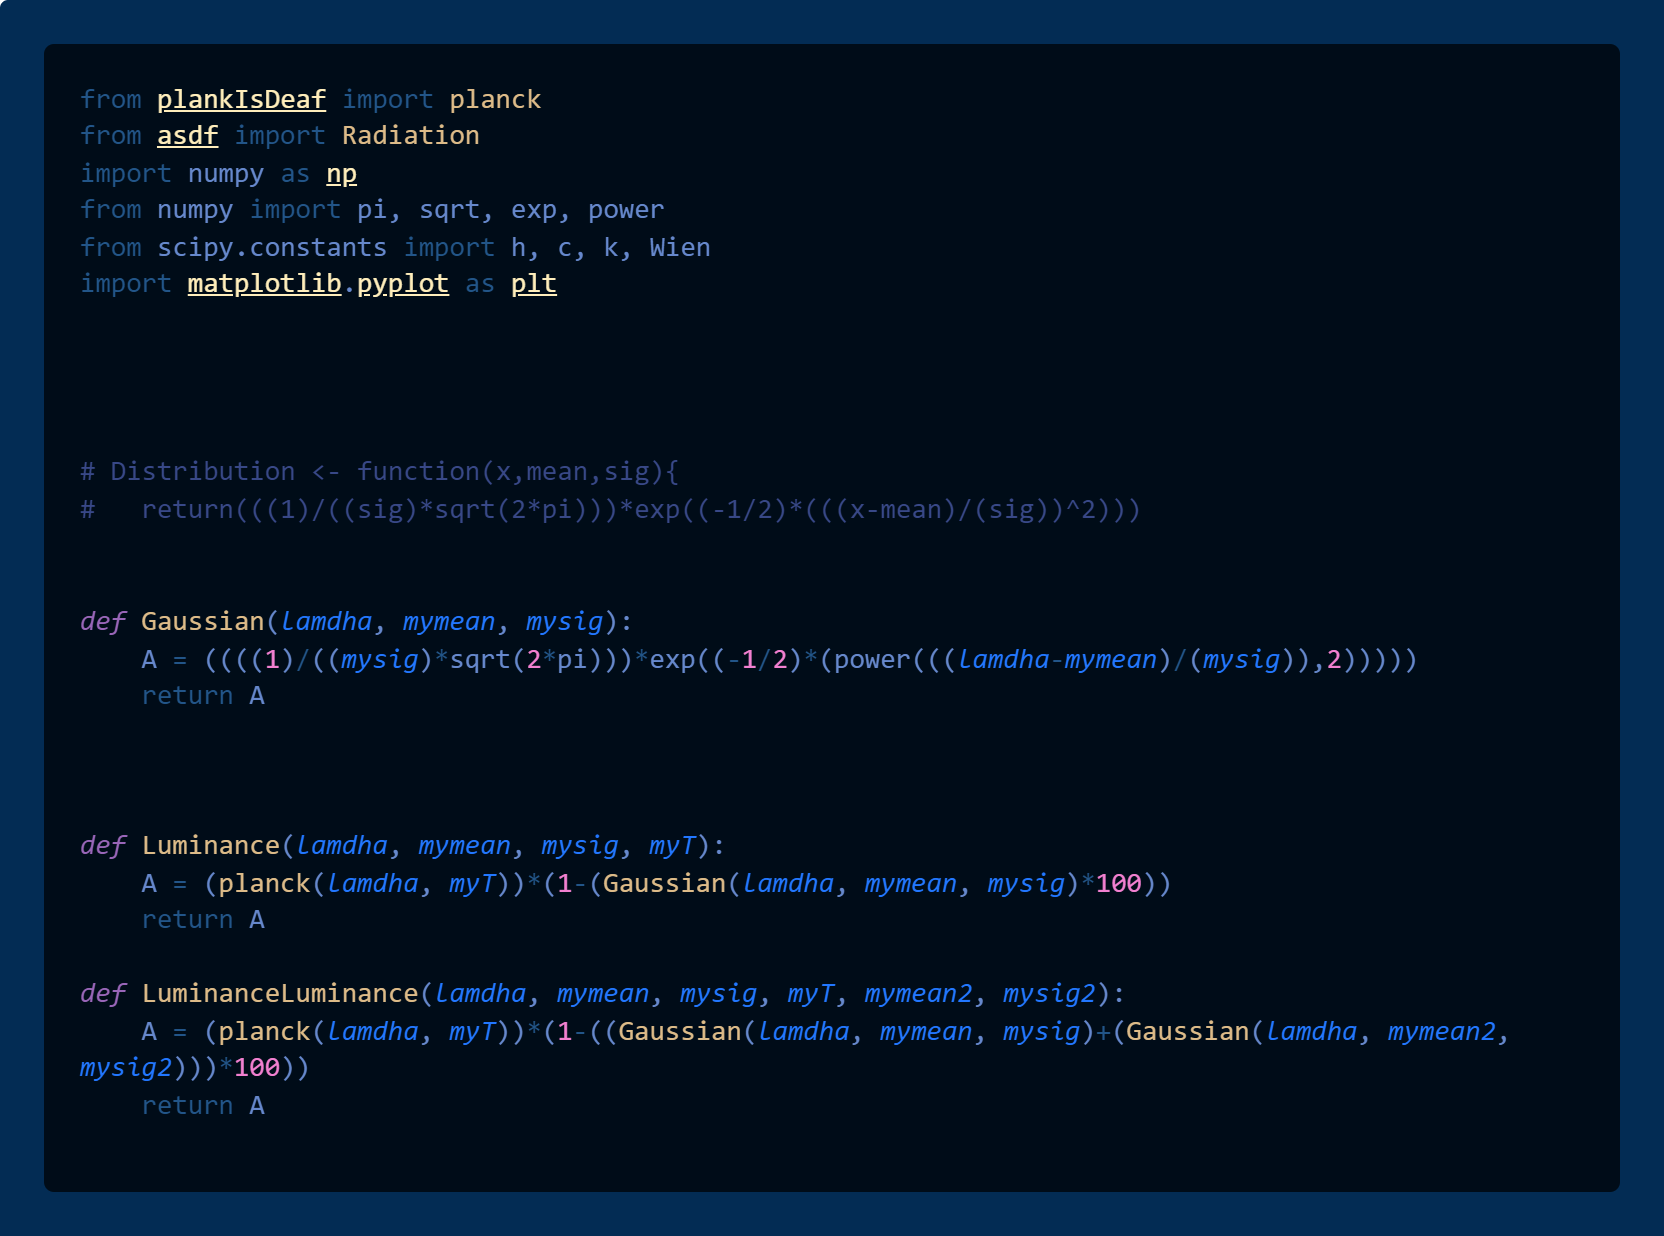 from plankIsDeaf import planck
from asdf import Radiation
import numpy as np
from numpy import pi, sqrt, exp, power
from scipy.constants import h, c, k, Wien
import matplotlib.pyplot as plt
# Distribution <- function(x,mean,sig){
#   return(((1)/((sig)*sqrt(2*pi)))*exp((-1/2)*(((x-mean)/(sig))^2)))
def Gaussian(lamdha, mymean, mysig):
    A = ((((1)/((mysig)*sqrt(2*pi)))*exp((-1/2)*(power(((lamdha-mymean)/(mysig)),2)))))
    return A
def Luminance(lamdha, mymean, mysig, myT):
    A = (planck(lamdha, myT))*(1-(Gaussian(lamdha, mymean, mysig)*100))
    return A
def LuminanceLuminance(lamdha, mymean, mysig, myT, mymean2, mysig2):
    A = (planck(lamdha, myT))*(1-((Gaussian(lamdha, mymean, mysig)+(Gaussian(lamdha, mymean2,
mysig2)))*100))
    return A